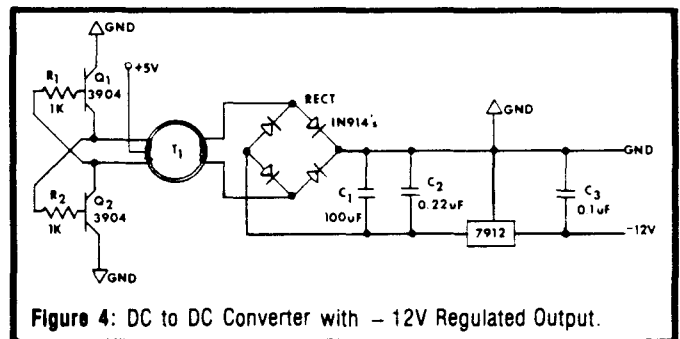 GND
+5V
R1
1K
Q1
3904
T1
RECT
IN914's
GND
GND
C1
100uF
C2
0.22uF
C3
0.1uF
R2
1K
Q2
3904
7912
-12V
GND
Figure 4: DC to DC Converter with – 12V Regulated Output.